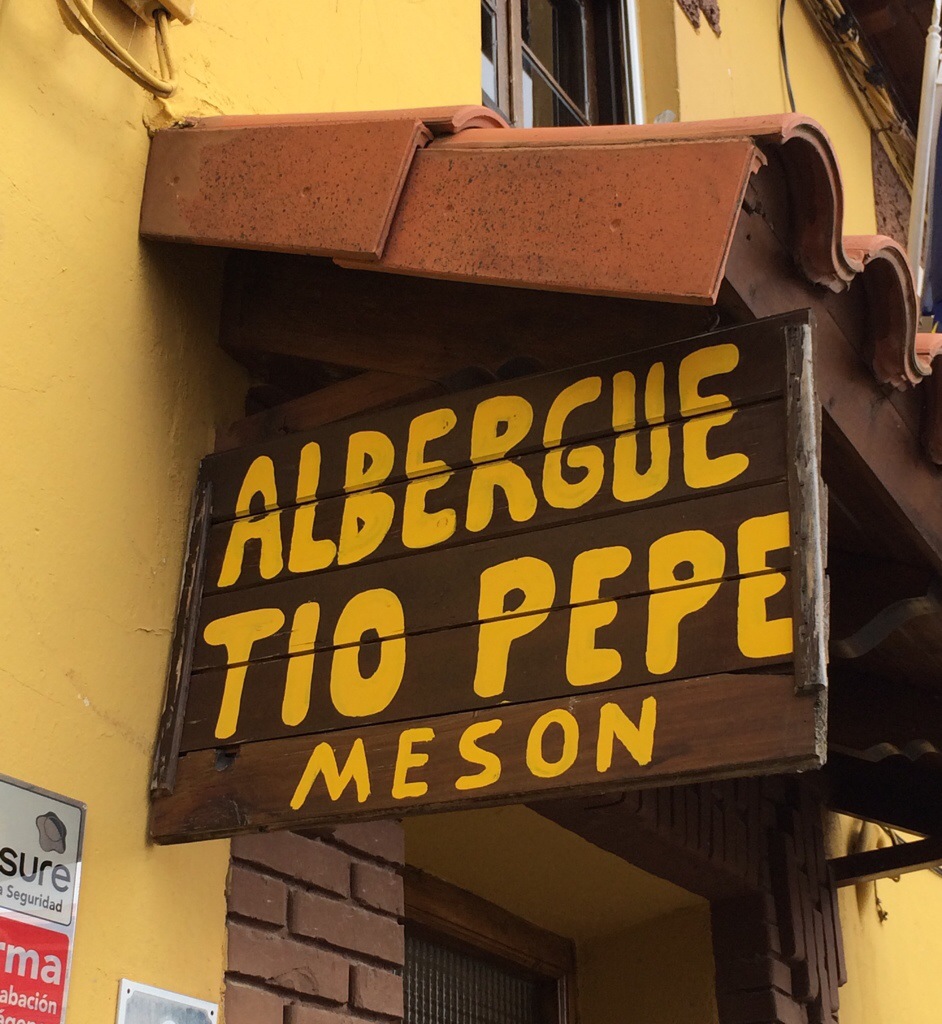 ALBERGUE
TIO PEPE
MESON
sure
a Seguridad
rma
abación